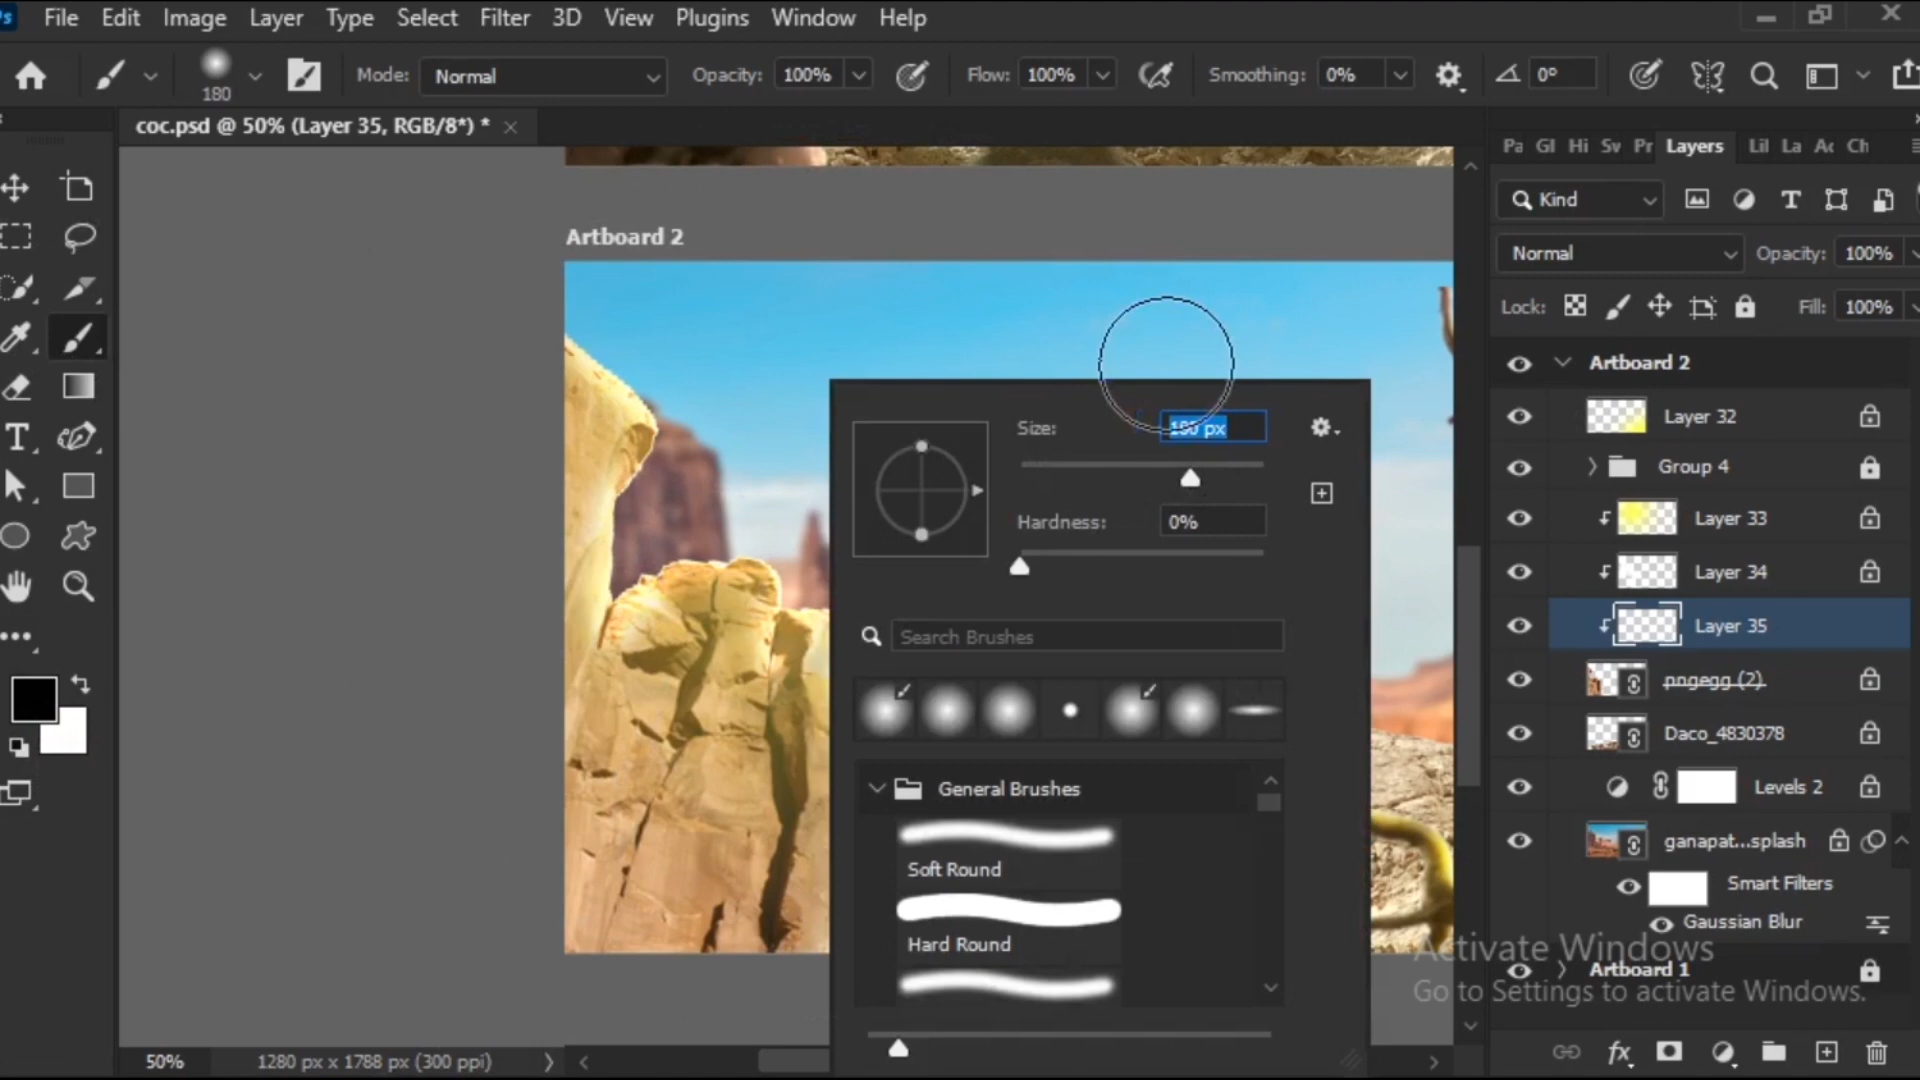 File Edit Image Layer Type Select Filter 3D View Plugins Window Help
180 Mode: Normal Opacity: 100% Flow: 100% Smoothing: 0% 0°
coc.psd @ 50% (Layer 35, RGB/8*) *
Pa Gl Hi Sv Pr Layers Lil La Ac Ch
Kind
Normal Opacity: 100%
Lock: Fill: 100%
Artboard 2
Size: 180 px
Hardness: 0%
Search Brushes
General Brushes
Soft Round
Hard Round
Artboard 2
Layer 32
Group 4
Layer 33
Layer 34
Layer 35
pngegg (2)
Daco_4830378
Levels 2
ganapat...splash
Smart Filters
Gaussian Blur
Artboard 1
Activate Windows
Go to Settings to activate Windows.
50% 1280 px x 1788 px (300 ppi)